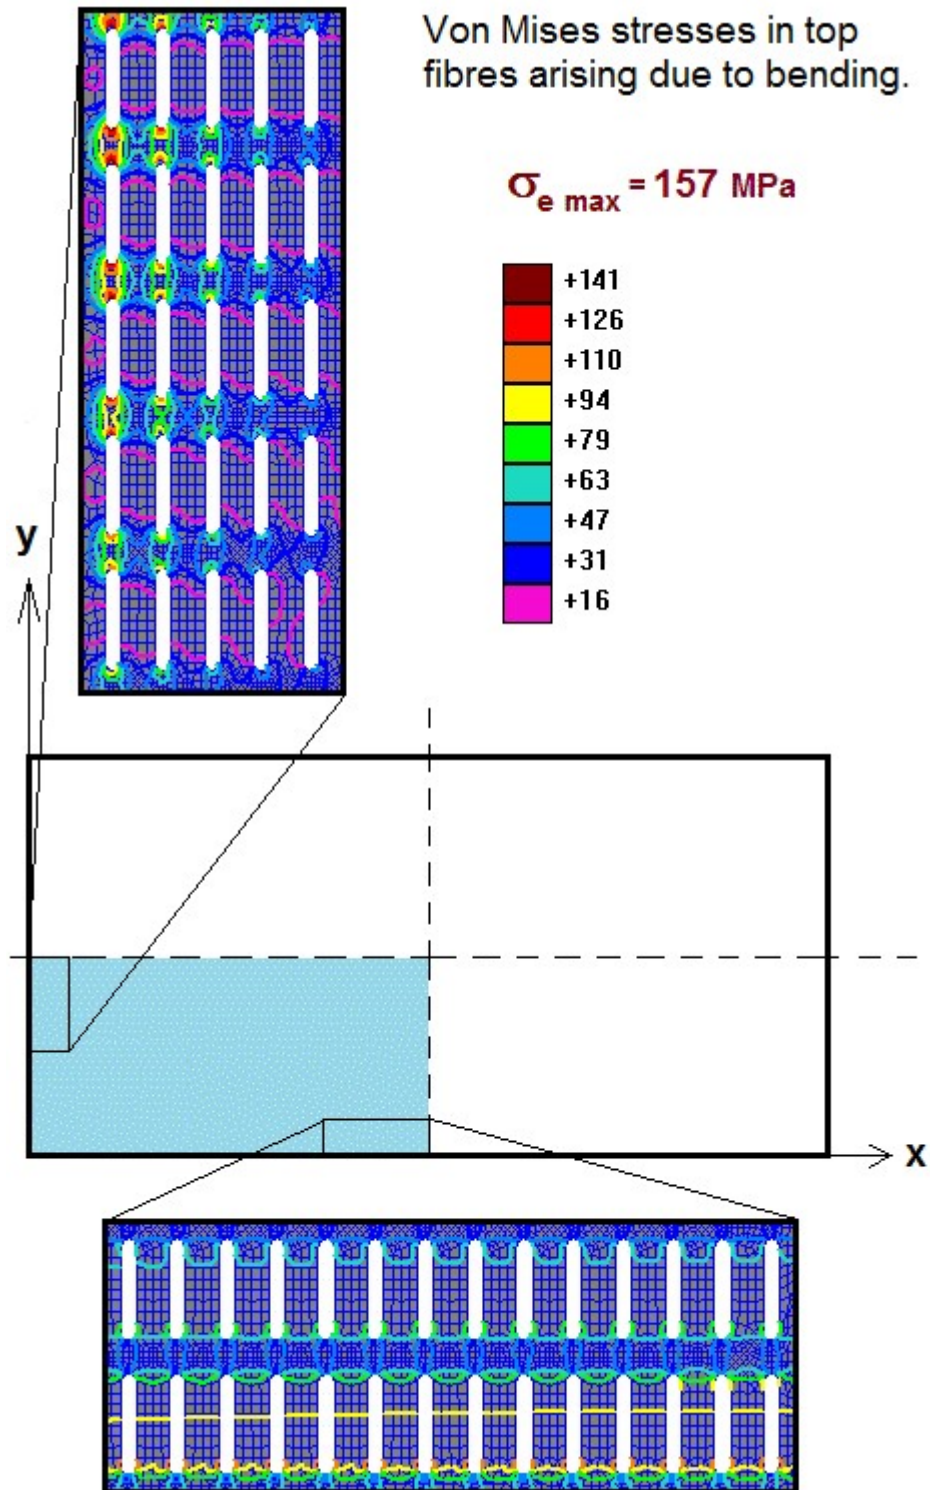 Von Mises stresses in top
fibres arising due to bending.
σe max = 157 MPa
+141
+126
+110
+94
+79
+63
+47
+31
+16
y
x